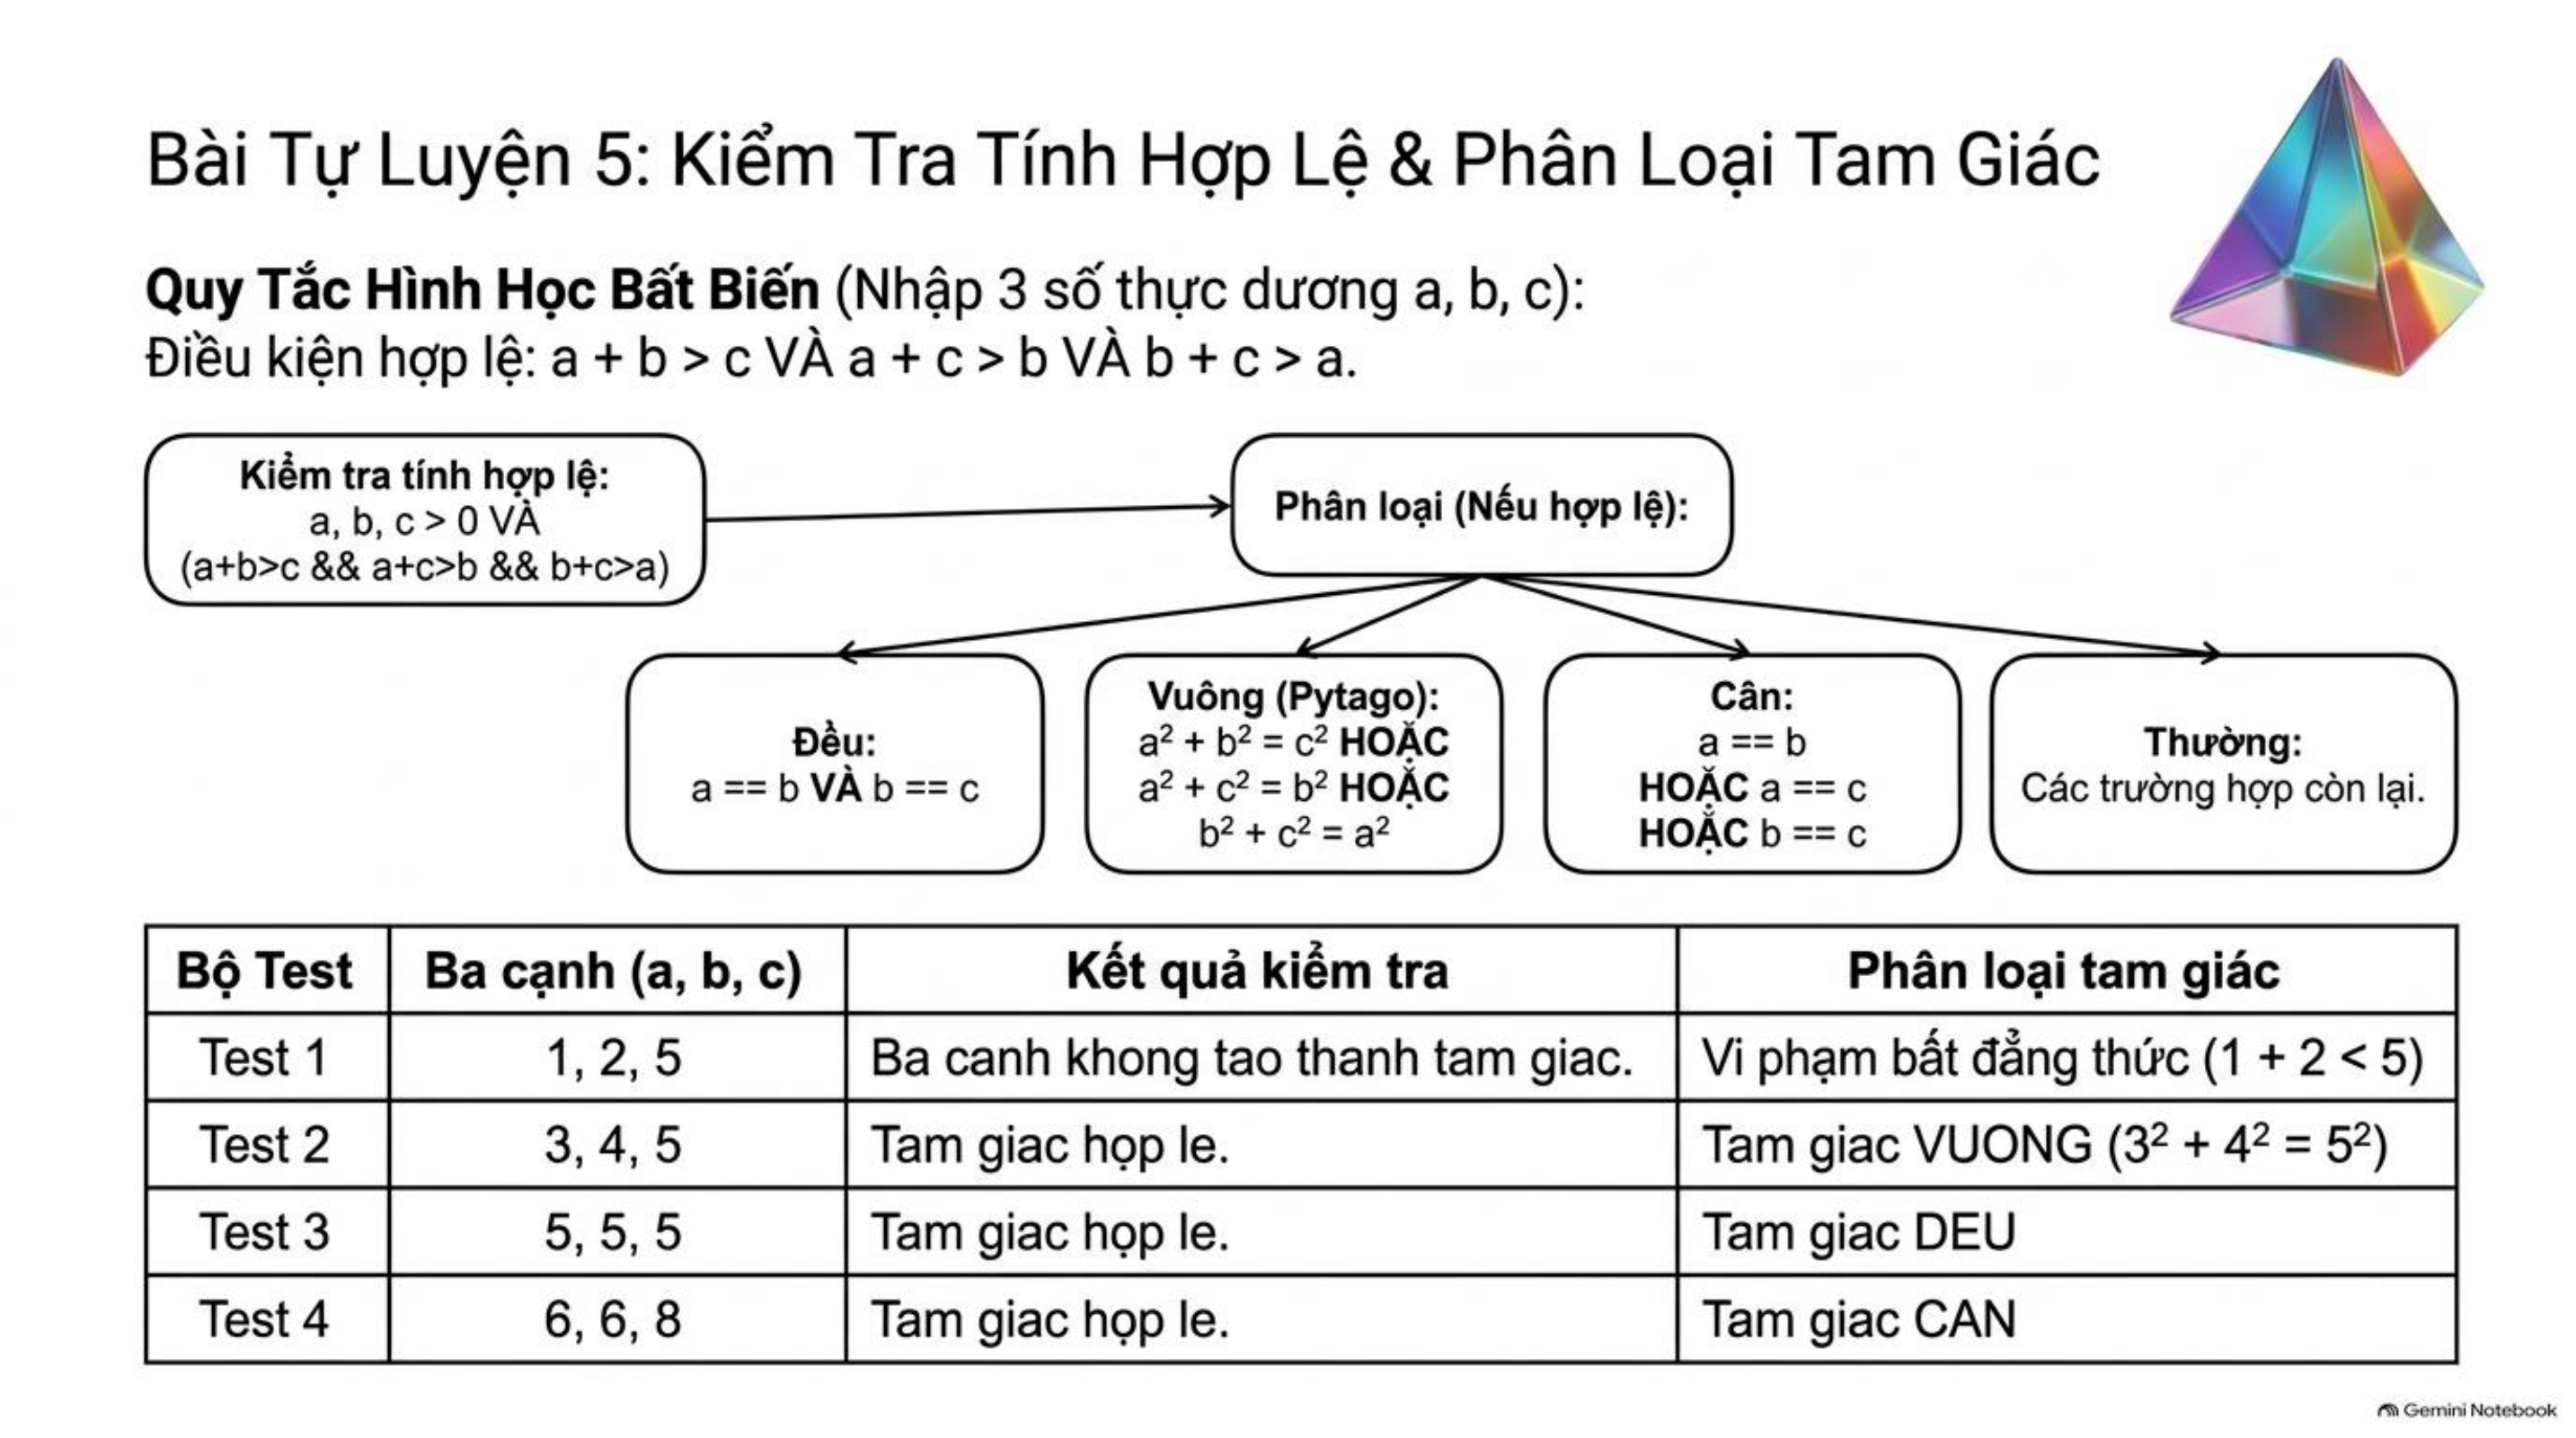 Bài Tự Luyện 5: Kiểm Tra Tính Hợp Lệ & Phân Loại Tam Giác
Quy Tắc Hình Học Bất Biến (Nhập 3 số thực dương a, b, c):
Điều kiện hợp lệ: a + b > c VÀ a + c > b VÀ b + c > a.
Kiểm tra tính hợp lệ:
a, b, c > 0 VÀ
(a+b>c && a+c>b && b+c>a)
Phân loại (Nếu hợp lệ):
Đều:
a == b VÀ b == c
Vuông (Pytago):
a² + b² = c² HOẶC
a² + c² = b² HOẶC
b² + c² = a²
Cân:
a == b
HOẶC a == c
HOẶC b == c
Thường:
Các trường hợp còn lại.
Bộ Test Ba cạnh (a, b, c) Kết quả kiểm tra Phân loại tam giác
Test 1 1, 2, 5 Ba canh khong tao thanh tam giac. Vi phạm bất đẳng thức (1 + 2 < 5)
Test 2 3, 4, 5 Tam giac họp le. Tam giac VUONG (3² + 4² = 5²)
Test 3 5, 5, 5 Tam giac họp le. Tam giac DEU
Test 4 6, 6, 8 Tam giac họp le. Tam giac CAN
Gemini Notebook